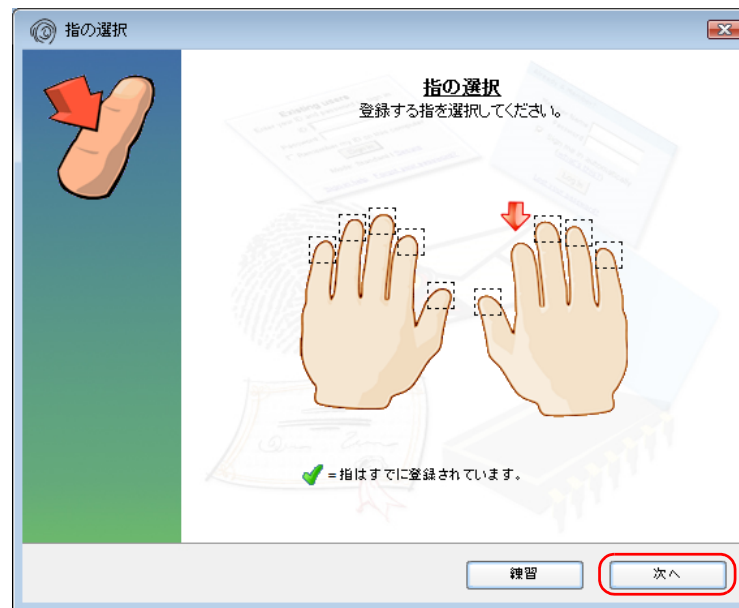 指の選択
指の選択
登録する指を選択してください。
Existing users
=指はすでに登録されています。
練習
次へ